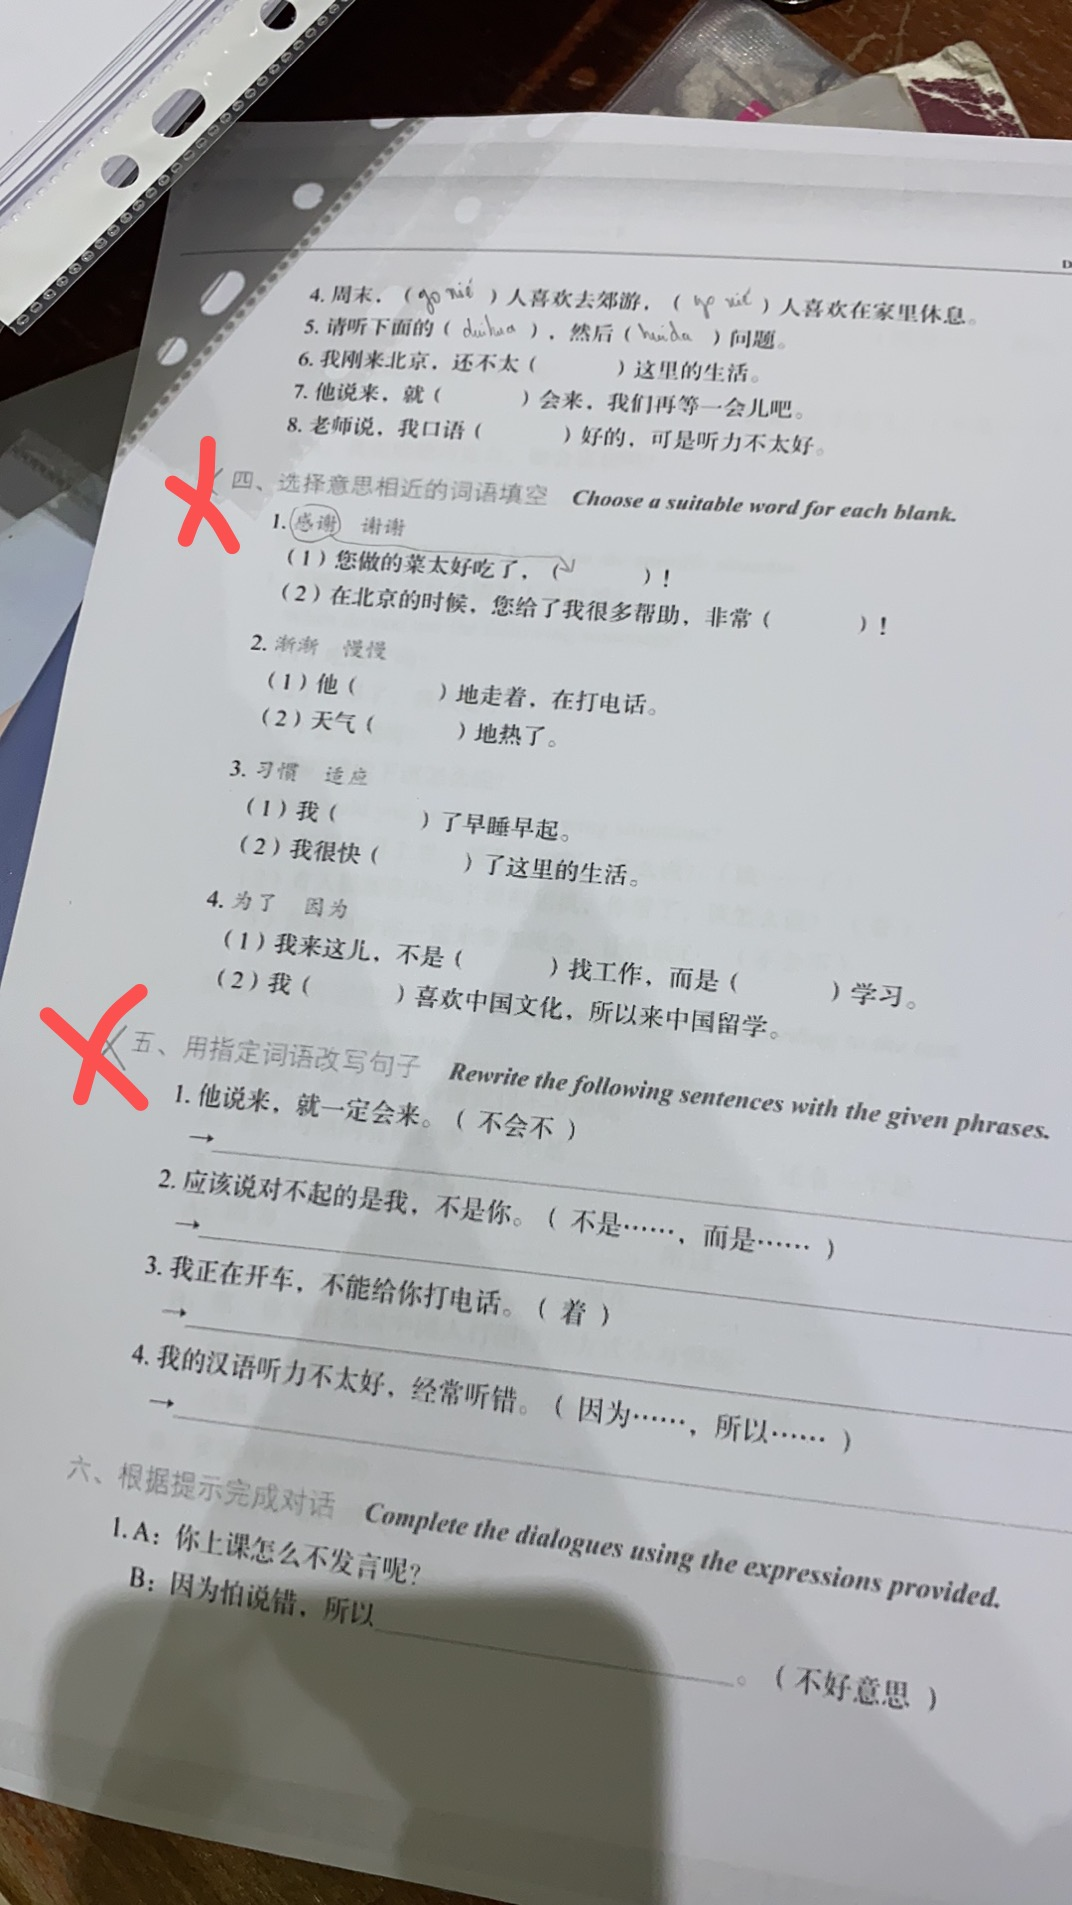 D
4. 周末，（ ）人喜欢去郊游，（ ）人喜欢在家里休息。
5. 请听下面的（ duihua ），然后（ huida ）问题。
6. 我刚来北京，还不太（ ）这里的生活。
7. 他说来，就（ ）会来，我们再等一会儿吧。
8. 老师说，我口语（ ）好的，可是听力不太好。
四、选择意思相近的词语填空 Choose a suitable word for each blank.
1. 感谢 谢谢
（1）您做的菜太好吃了，（ ）！
（2）在北京的时候，您给了我很多帮助，非常（ ）！
2. 渐渐 慢慢
（1）他（ ）地走着，在打电话。
（2）天气（ ）地热了。
3. 习惯 适应
（1）我（ ）了早睡早起。
（2）我很快（ ）了这里的生活。
4. 为了 因为
（1）我来这儿，不是（ ）找工作，而是（ ）学习。
（2）我（ ）喜欢中国文化，所以来中国留学。
五、用指定词语改写句子 Rewrite the following sentences with the given phrases.
1. 他说来，就一定会来。（ 不会不 ）
→
2. 应该说对不起的是我，不是你。（ 不是……，而是…… ）
→
3. 我正在开车，不能给你打电话。（ 着 ）
→
4. 我的汉语听力不太好，经常听错。（ 因为……，所以…… ）
→
六、根据提示完成对话 Complete the dialogues using the expressions provided.
1. A：你上课怎么不发言呢？
B：因为怕说错，所以 。（ 不好意思 ）